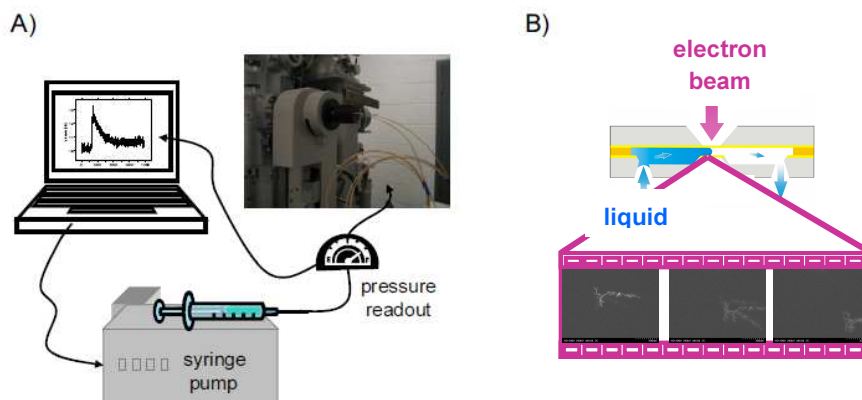 A)
B)
electron
beam
liquid
E F
pressure
readout
syringe
pump